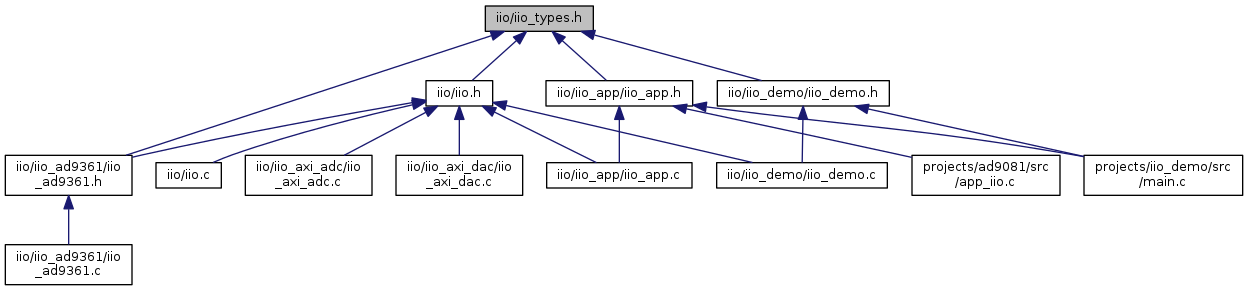 iio/iio_types.h
iio/iio.h
iio/iio_app/iio_app.h
iio/iio_demo/iio_demo.h
iio/iio_ad9361/iio
_ad9361.h
iio/iio.c
iio/iio_axi_adc/iio
_axi_adc.c
iio/iio_axi_dac/iio
_axi_dac.c
iio/iio_app/iio_app.c
iio/iio_demo/iio_demo.c
projects/ad9081/src
/app_iio.c
projects/iio_demo/src
/main.c
iio/iio_ad9361/iio
_ad9361.c